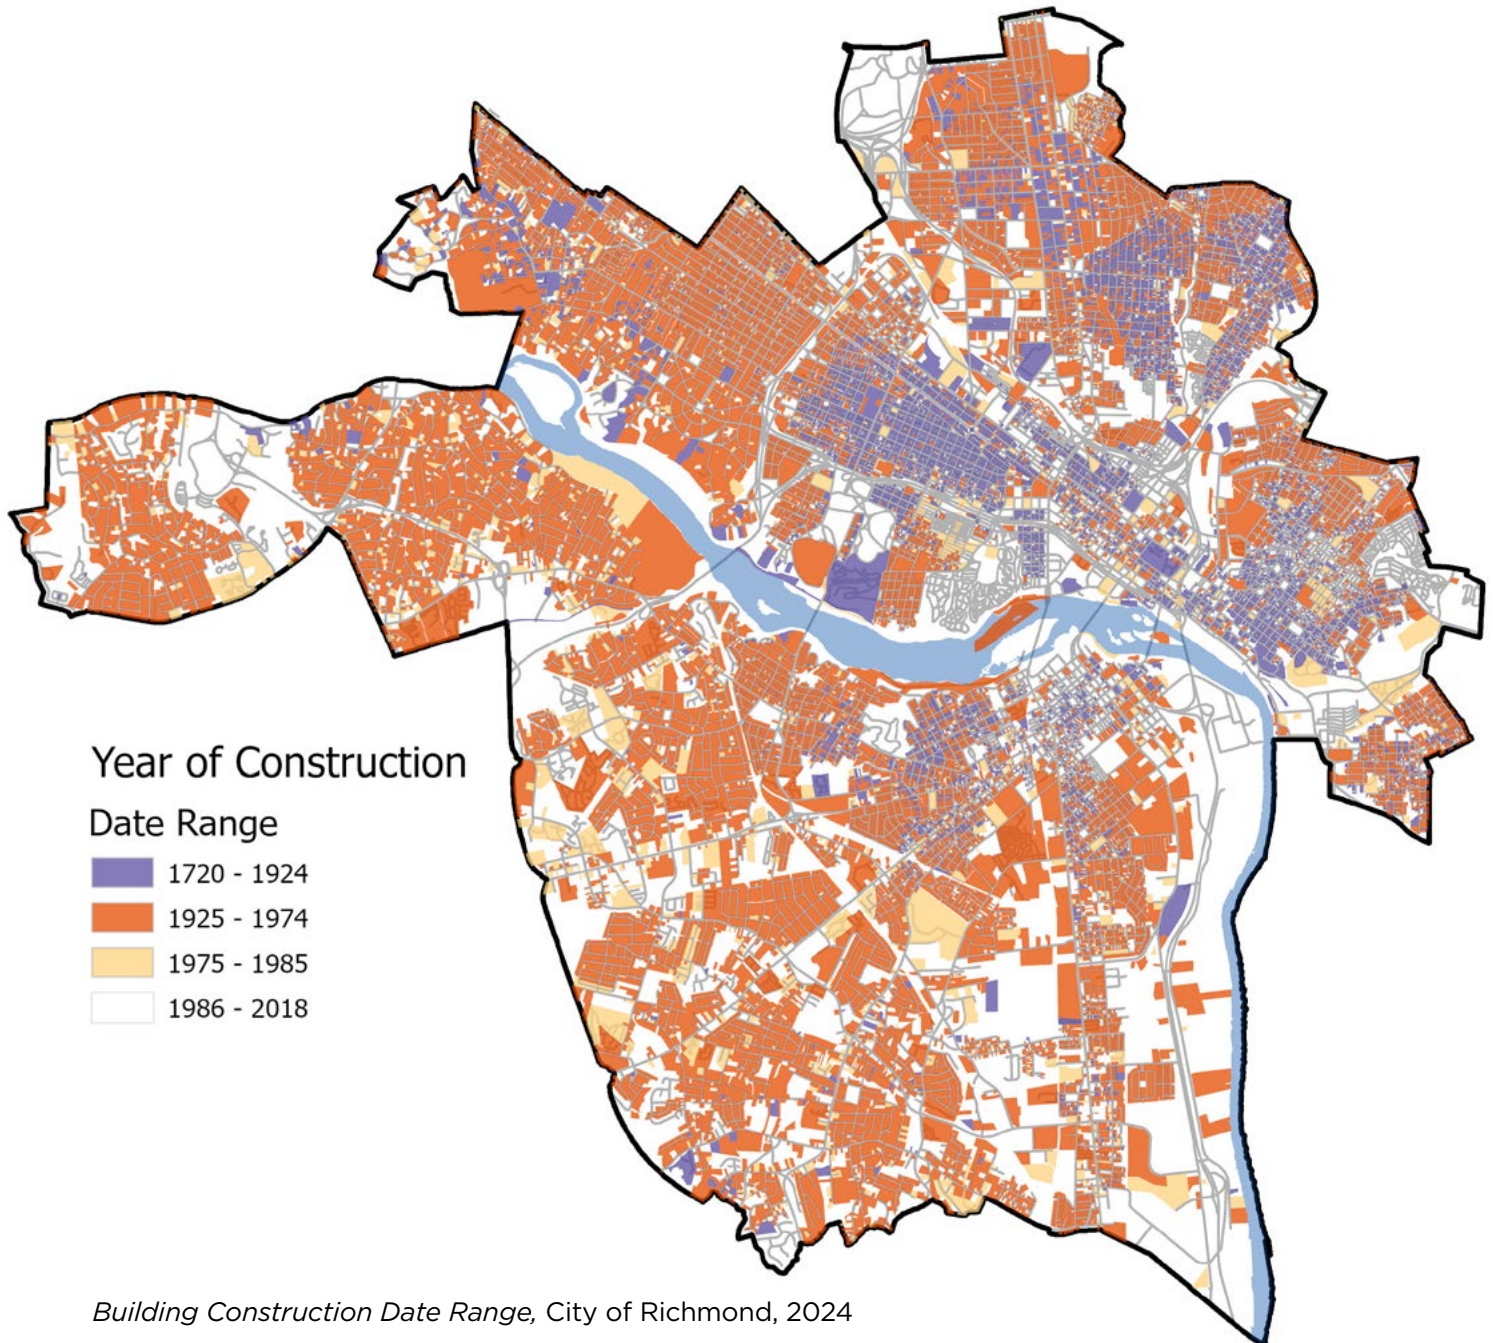 Year of Construction
Date Range
1720 - 1924
1925 - 1974
1975 - 1985
1986 - 2018
Building Construction Date Range, City of Richmond, 2024